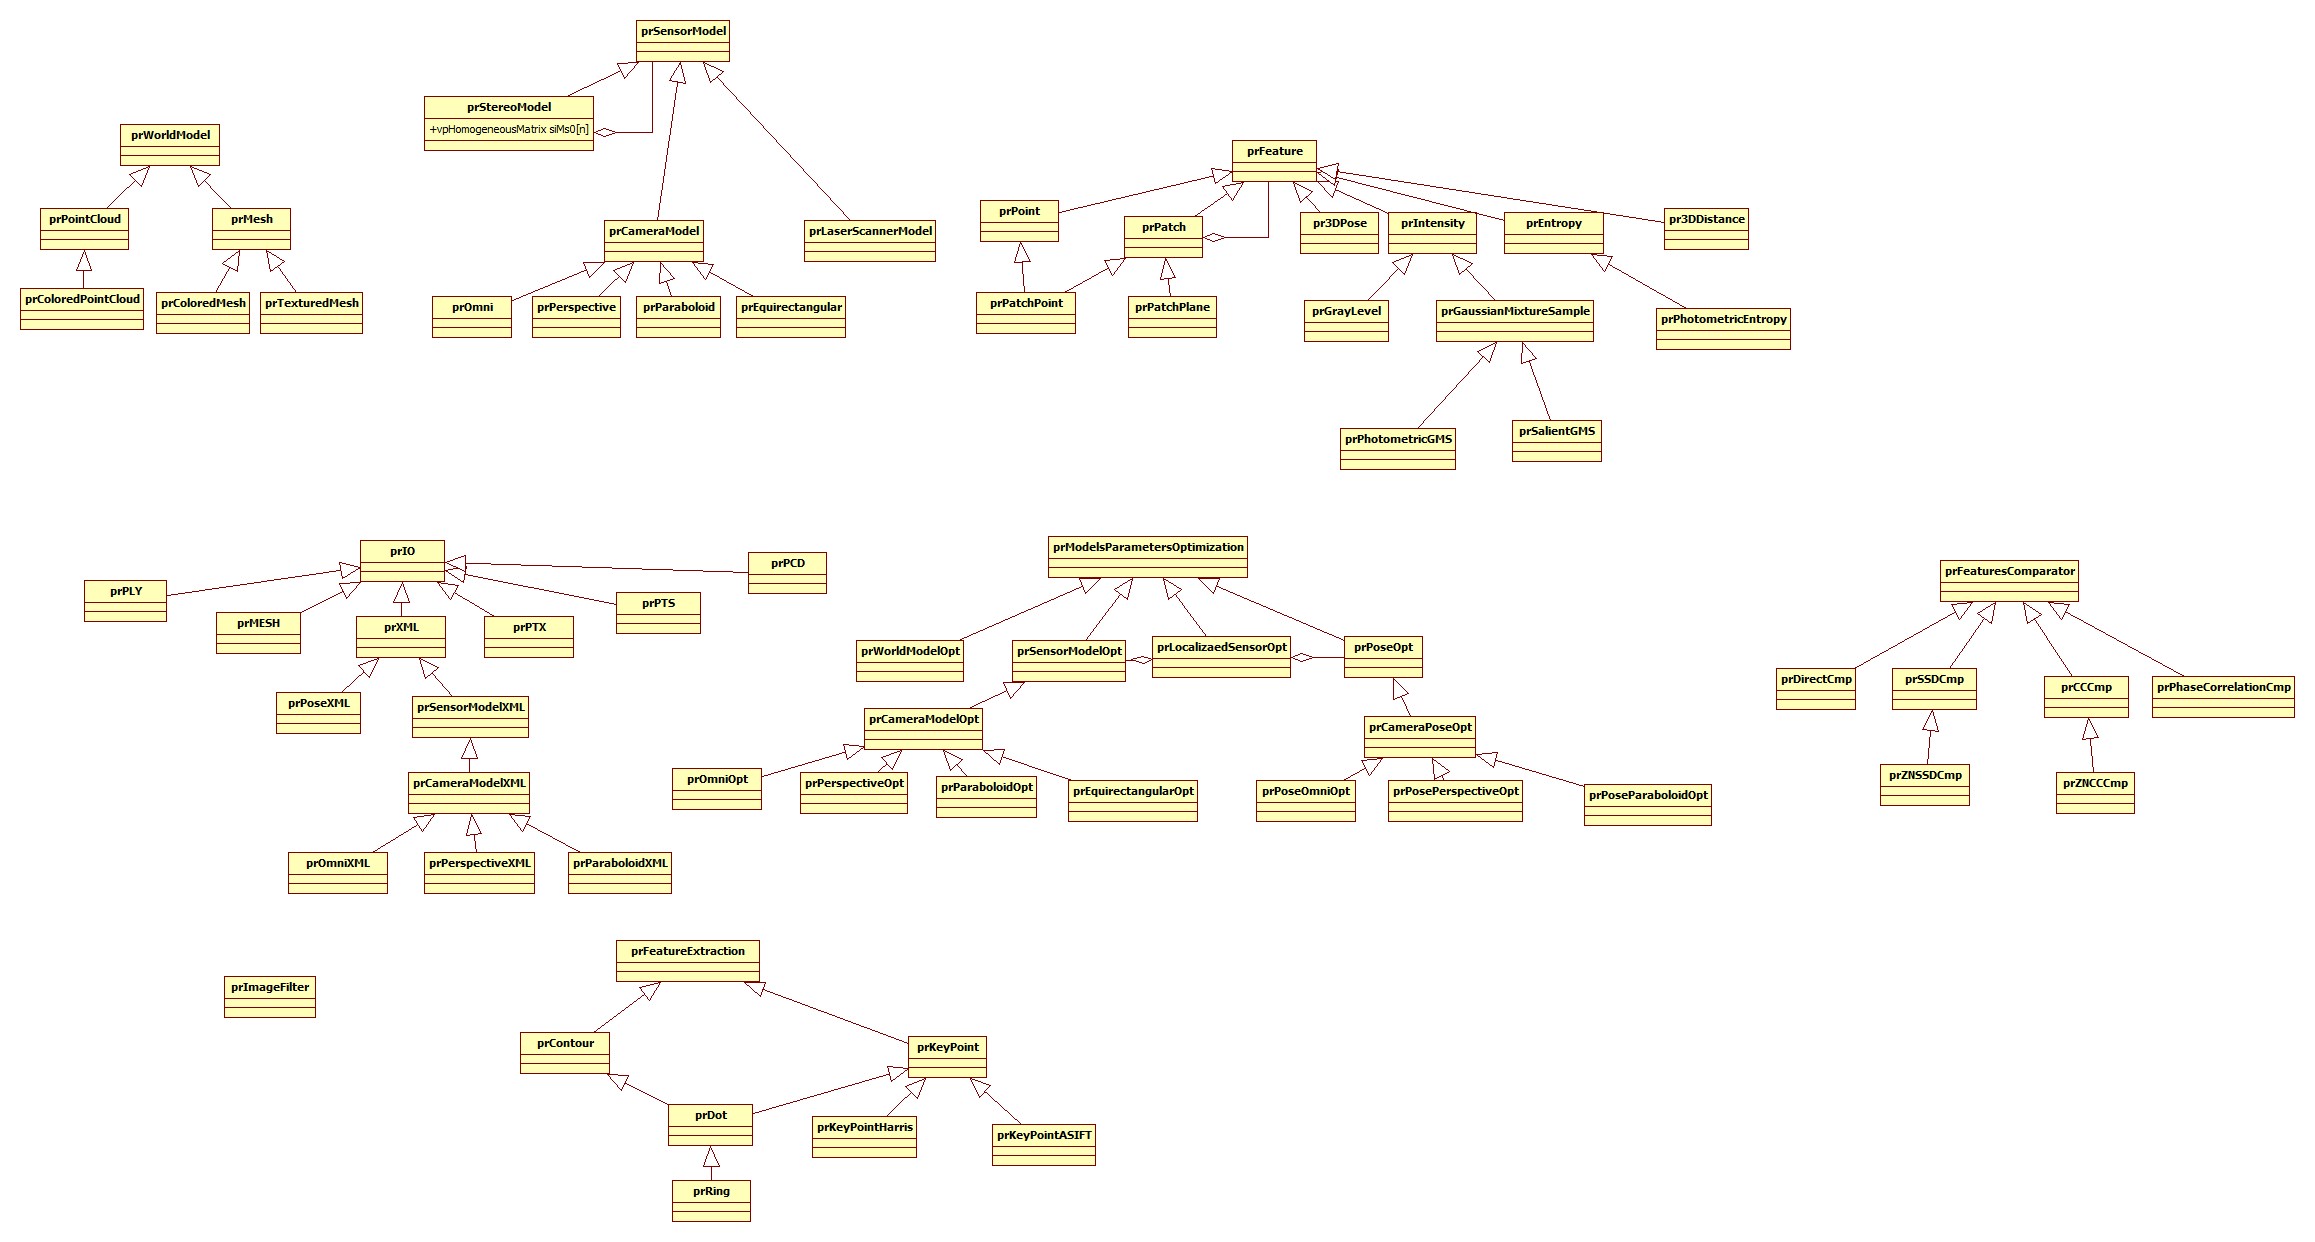 prSensorModel
prStereoModel
+vpHomogeneousMatrix siMs0[n]
prWorldModel
prPointCloud
prMesh
prColoredPointCloud
prColoredMesh
prTexturedMesh
prCameraModel
prLaserScannerModel
prOmni
prPerspective
prParaboloid
prEquirectangular
prFeature
prPoint
prPatch
pr3DPose
prIntensity
prEntropy
pr3DDistance
prPatchPoint
prPatchPlane
prGrayLevel
prGaussianMixtureSample
prPhotometricEntropy
prPhotometricGMS
prSalientGMS
prIO
prPCD
prPLY
prMESH
prXML
prPTX
prPTS
prPoseXML
prSensorModelXML
prCameraModelXML
prOmniXML
prPerspectiveXML
prParaboloidXML
prModelsParametersOptimization
prWorldModelOpt
prSensorModelOpt
prLocalizaedSensorOpt
prPoseOpt
prCameraModelOpt
prCameraPoseOpt
prOmniOpt
prPerspectiveOpt
prParaboloidOpt
prEquirectangularOpt
prPoseOmniOpt
prPosePerspectiveOpt
prPoseParaboloidOpt
prFeaturesComparator
prDirectCmp
prSSDCmp
prCCCmp
prPhaseCorrelationCmp
prZNSSDCmp
prZNCCCmp
prFeatureExtraction
prImageFilter
prContour
prKeyPoint
prDot
prKeyPointHarris
prKeyPointASIFT
prRing